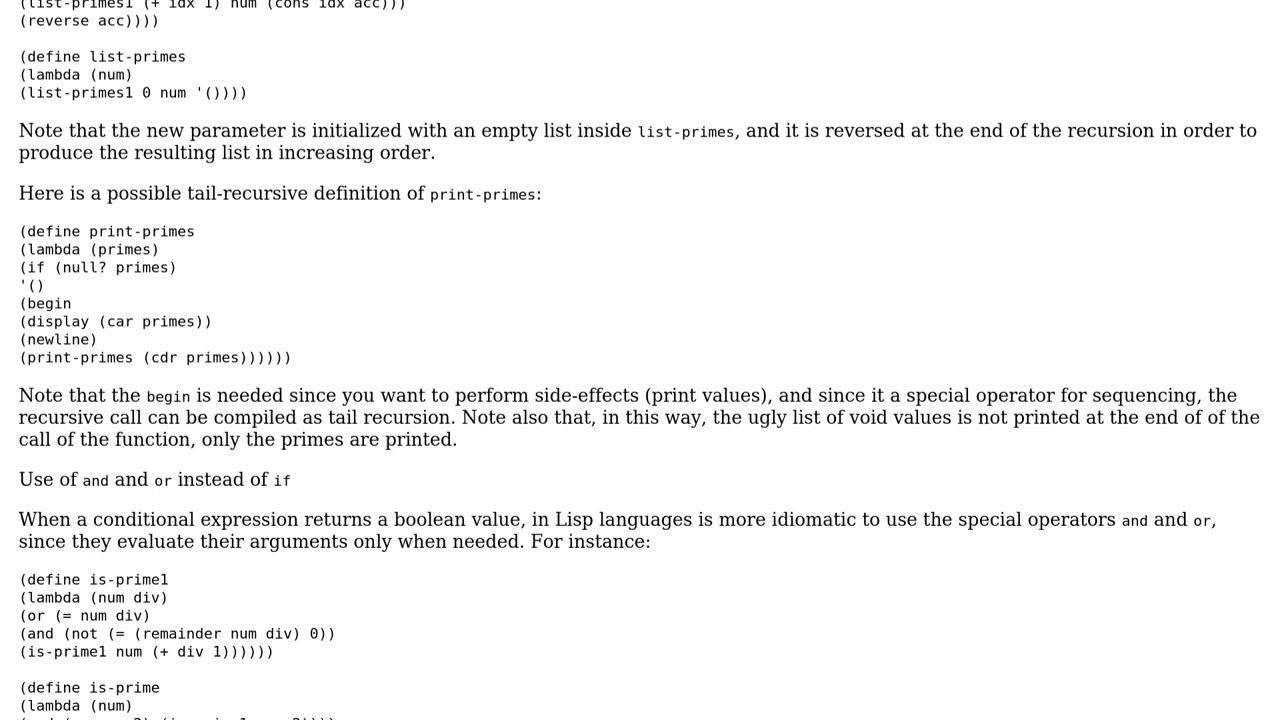 (list-primes1 (+ idx 1) num (cons idx acc)))
(reverse acc))))
(define list-primes
(lambda (num)
(list-primes1 0 num '())))
Note that the new parameter is initialized with an empty list inside list-primes, and it is reversed at the end of the recursion in order to
produce the resulting list in increasing order.
Here is a possible tail-recursive definition of print-primes:
(define print-primes
(lambda (primes)
(if (null? primes)
'()
(begin
(display (car primes))
(newline)
(print-primes (cdr primes))))))
Note that the begin is needed since you want to perform side-effects (print values), and since it a special operator for sequencing, the
recursive call can be compiled as tail recursion. Note also that, in this way, the ugly list of void values is not printed at the end of of the
call of the function, only the primes are printed.
Use of and and or instead of if
When a conditional expression returns a boolean value, in Lisp languages is more idiomatic to use the special operators and and or,
since they evaluate their arguments only when needed. For instance:
(define is-prime1
(lambda (num div)
(or (= num div)
(and (not (= (remainder num div) 0))
(is-prime1 num (+ div 1))))))
(define is-prime
(lambda (num)